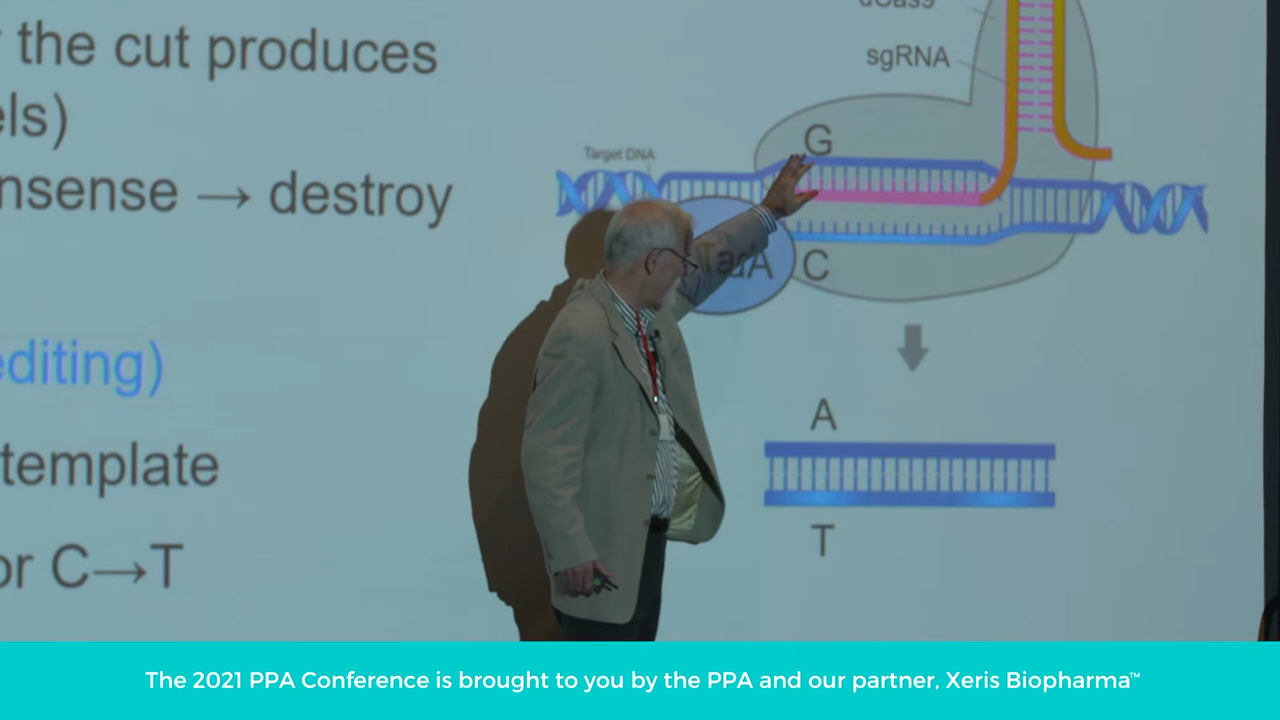 the cut produces
els)
nsense → destroy
editing)
template
or C→T
dCas9
sgRNA
G
Target DNA
TadA
C
A
T
The 2021 PPA Conference is brought to you by the PPA and our partner, Xeris Biopharma™